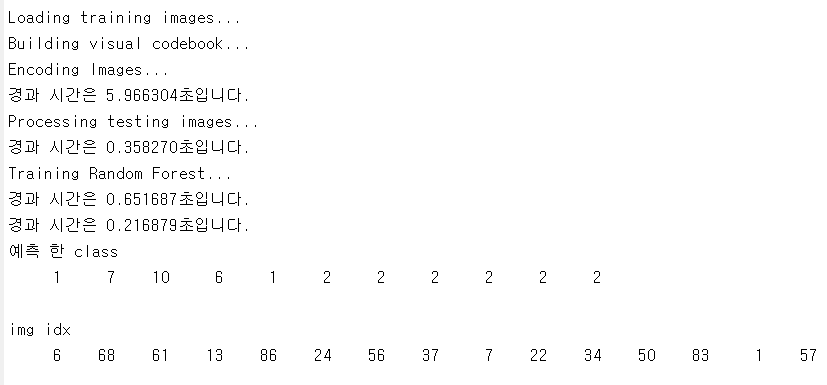 Loading training images...
Building visual codebook...
Encoding Images...
경과 시간은 5.966304초입니다.
Processing testing images...
경과 시간은 0.358270초입니다.
Training Random Forest...
경과 시간은 0.651687초입니다.
경과 시간은 0.216879초입니다.
예측 한 class
1 7 10 6 1 2 2 2 2 2 2
img idx
6 68 61 13 86 24 56 37 7 22 34 50 83 1 57